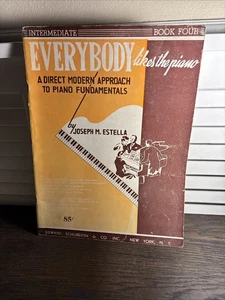 INTERMEDIATE BOOK FOUR
EVERYBODY likes the piano
A DIRECT MODERN APPROACH
TO PIANO FUNDAMENTALS
by
JOSEPH M. ESTELLA
85¢
EDWARD SCHUBERTH & CO. INC. NEW YORK, N. Y.